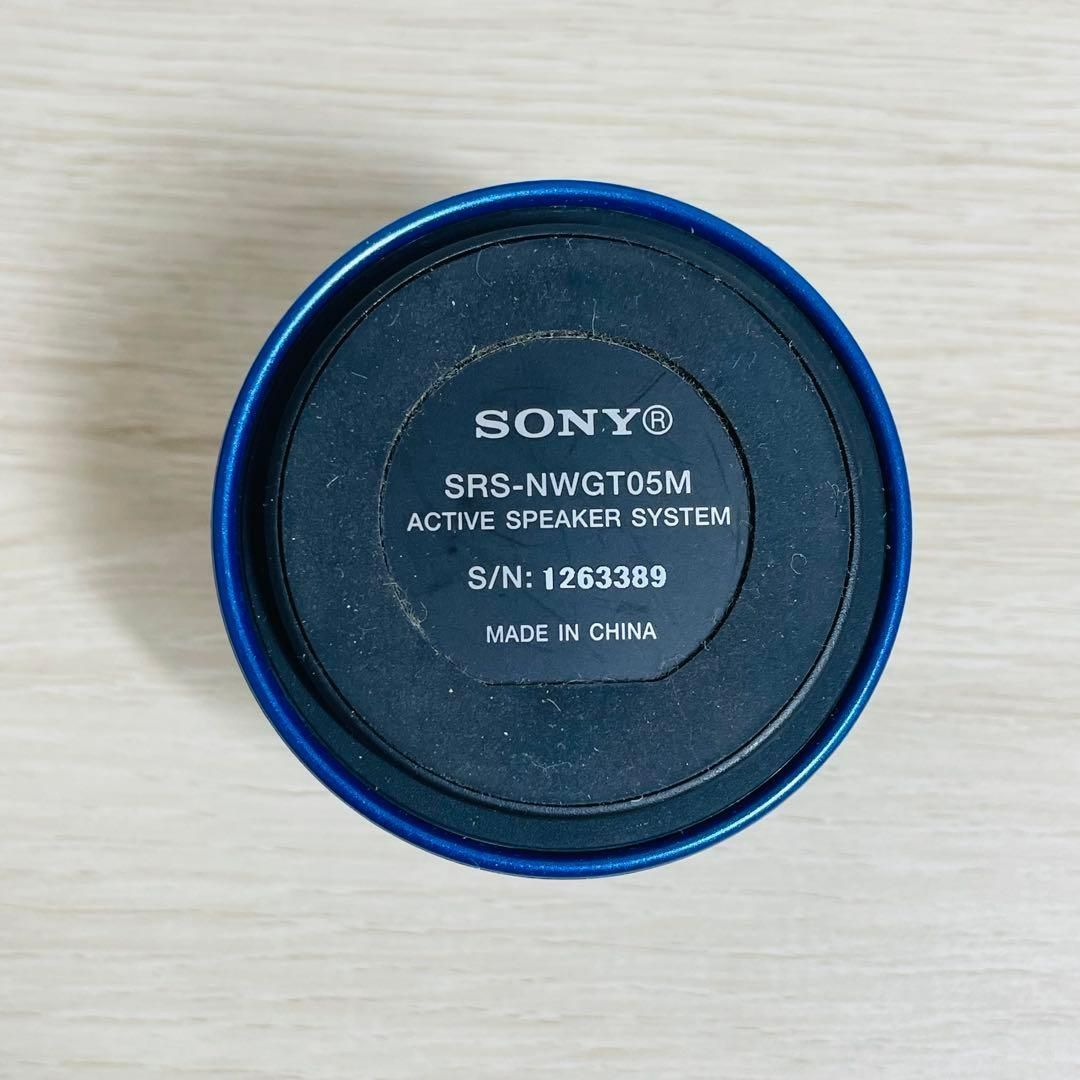 SONY®
SRS-NWGT05M
ACTIVE SPEAKER SYSTEM
S/N: 1263389
MADE IN CHINA